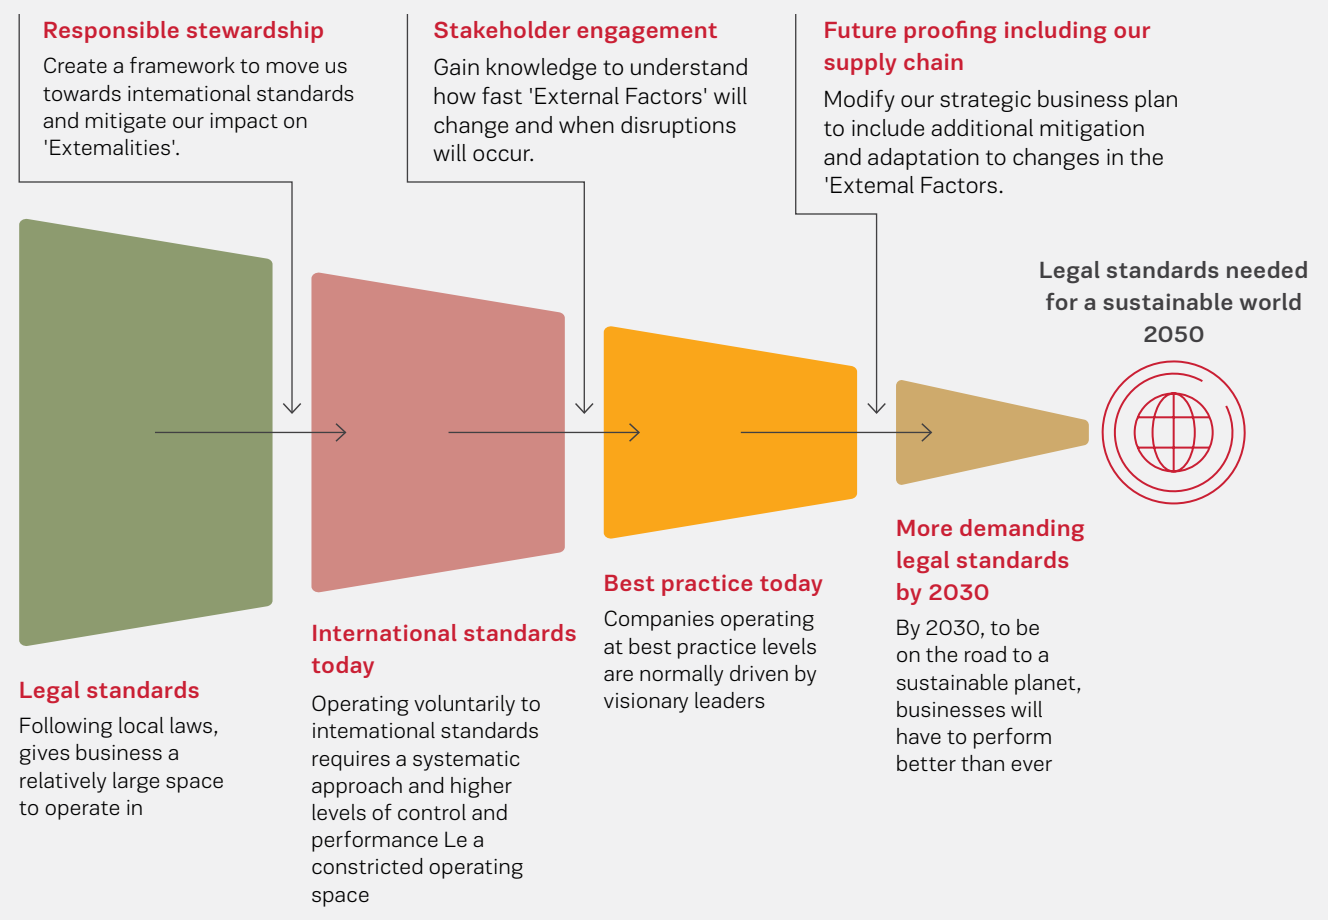 Responsible stewardship
Create a framework to move us
towards international standards
and mitigate our impact on
'Extemalities'.
Stakeholder engagement
Gain knowledge to understand
how fast 'External Factors' will
change and when disruptions
will occur.
Future proofing including our
supply chain
Modify our strategic business plan
to include additional mitigation
and adaptation to changes in the
'Extemal Factors.
Legal standards needed
for a sustainable world
2050
Legal standards
Following local laws,
gives business a
relatively large space
to operate in
International standards
today
Operating voluntarily to
international standards
requires a systematic
approach and higher
levels of control and
performance Le a
constricted operating
space
Best practice today
Companies operating
at best practice levels
are normally driven by
visionary leaders
More demanding
legal standards
by 2030
By 2030, to be
on the road to a
sustainable planet,
businesses will
have to perform
better than ever